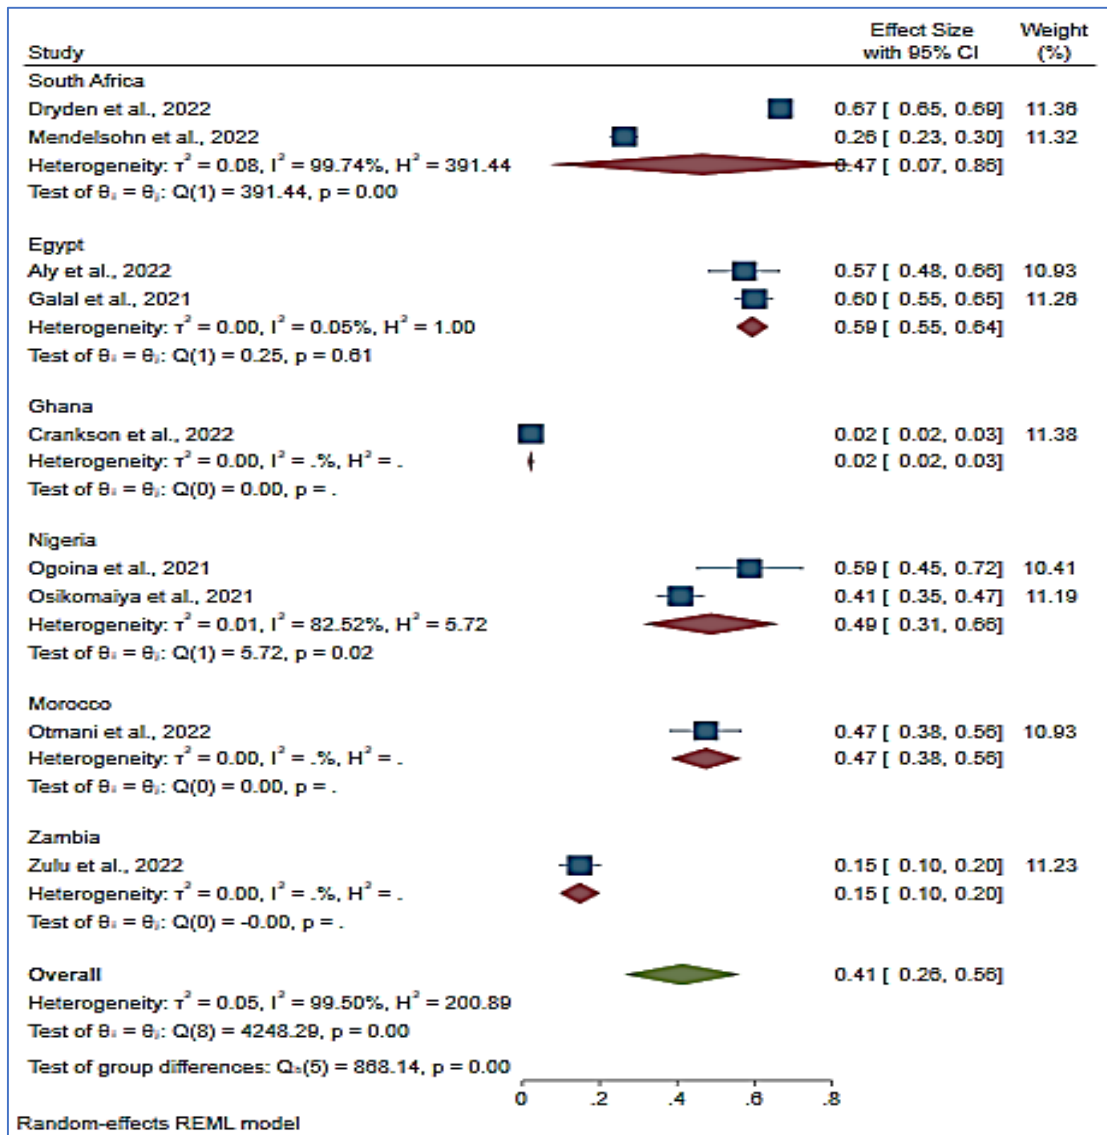 Effect Size Weight
Study with 95% CI (%)
South Africa
Dryden et al., 2022 0.67 [ 0.65, 0.69] 11.36
Mendelsohn et al., 2022 0.26 [ 0.23, 0.30] 11.32
Heterogeneity: τ² = 0.08, I² = 99.74%, H² = 391.44 0.47 [ 0.07, 0.86]
Test of θᵢ = θⱼ: Q(1) = 391.44, p = 0.00
Egypt
Aly et al., 2022 0.57 [ 0.48, 0.66] 10.93
Galal et al., 2021 0.60 [ 0.55, 0.65] 11.26
Heterogeneity: τ² = 0.00, I² = 0.05%, H² = 1.00 0.59 [ 0.55, 0.64]
Test of θᵢ = θⱼ: Q(1) = 0.25, p = 0.61
Ghana
Crankson et al., 2022 0.02 [ 0.02, 0.03] 11.38
Heterogeneity: τ² = 0.00, I² = .%, H² = . 0.02 [ 0.02, 0.03]
Test of θᵢ = θⱼ: Q(0) = 0.00, p = .
Nigeria
Ogoina et al., 2021 0.59 [ 0.45, 0.72] 10.41
Osikomaiya et al., 2021 0.41 [ 0.35, 0.47] 11.19
Heterogeneity: τ² = 0.01, I² = 82.52%, H² = 5.72 0.49 [ 0.31, 0.66]
Test of θᵢ = θⱼ: Q(1) = 5.72, p = 0.02
Morocco
Otmani et al., 2022 0.47 [ 0.38, 0.56] 10.93
Heterogeneity: τ² = 0.00, I² = .%, H² = . 0.47 [ 0.38, 0.56]
Test of θᵢ = θⱼ: Q(0) = 0.00, p = .
Zambia
Zulu et al., 2022 0.15 [ 0.10, 0.20] 11.23
Heterogeneity: τ² = 0.00, I² = .%, H² = . 0.15 [ 0.10, 0.20]
Test of θᵢ = θⱼ: Q(0) = -0.00, p = .
Overall 0.41 [ 0.26, 0.56]
Heterogeneity: τ² = 0.05, I² = 99.50%, H² = 200.89
Test of θᵢ = θⱼ: Q(8) = 4248.29, p = 0.00
Test of group differences: Qb(5) = 868.14, p = 0.00
0 .2 .4 .6 .8
Random-effects REML model